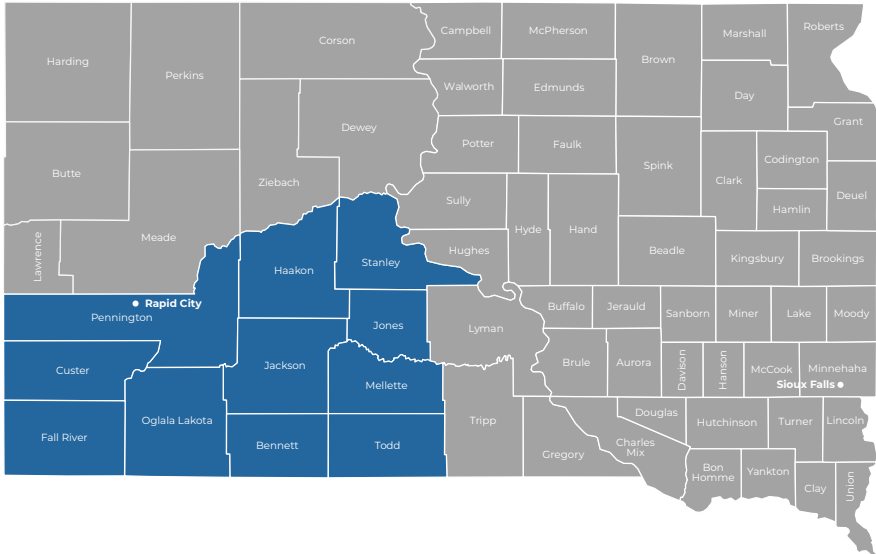 Harding
Perkins
Corson
Campbell
McPherson
Brown
Marshall
Roberts
Walworth
Edmunds
Day
Dewey
Grant
Butte
Ziebach
Potter
Faulk
Spink
Clark
Codington
Deuel
Hamlin
Sully
Lawrence
Meade
Hyde
Hand
Hughes
Stanley
Haakon
Beadle
Kingsbury
Brookings
Rapid City
Pennington
Jones
Lyman
Buffalo
Jerauld
Sanborn
Miner
Lake
Moody
Custer
Jackson
Mellette
Brule
Aurora
Davison
Hanson
McCook
Minnehaha
Sioux Falls
Fall River
Oglala Lakota
Bennett
Todd
Tripp
Gregory
Douglas
Charles
Mix
Hutchinson
Turner
Lincoln
Bon
Homme
Yankton
Clay
Union